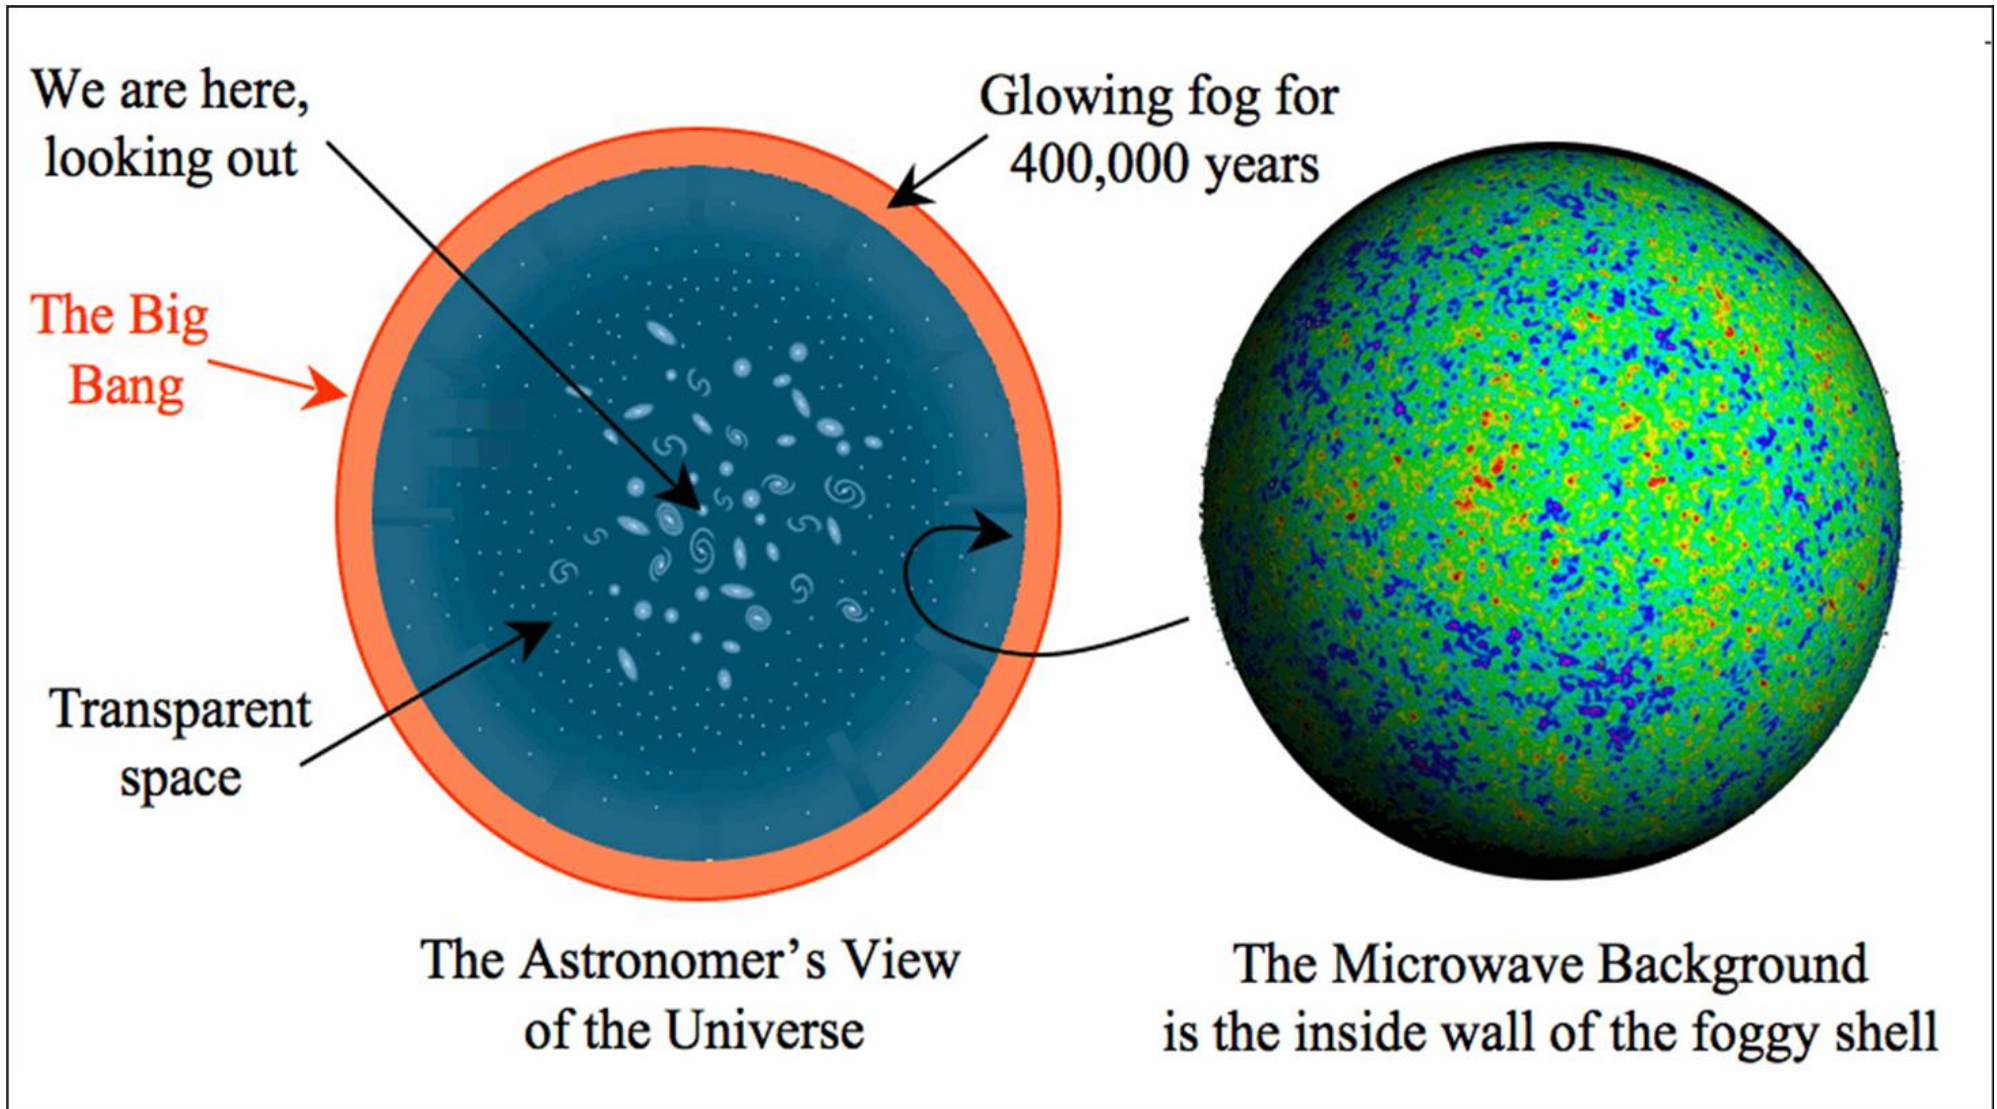 We are here,
looking out
Glowing fog for
400,000 years
The Big
Bang
Transparent
space
The Astronomer’s View
of the Universe
The Microwave Background
is the inside wall of the foggy shell